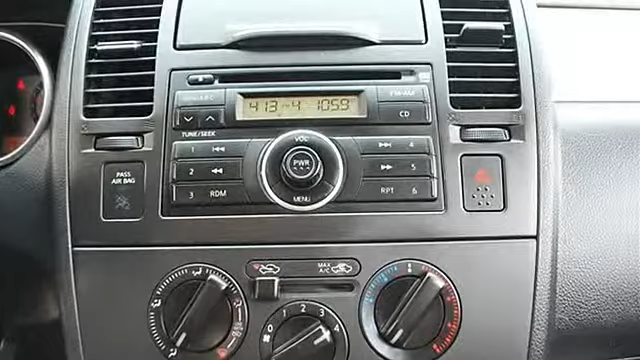 413-4 1059
FM·AM
CD
TUNE/SEEK
VOL
PWR
MENU
1
2
3 RDM
4
5
RPT 6
PASS
AIR BAG
MAX
A/C
0 1 2 3 4